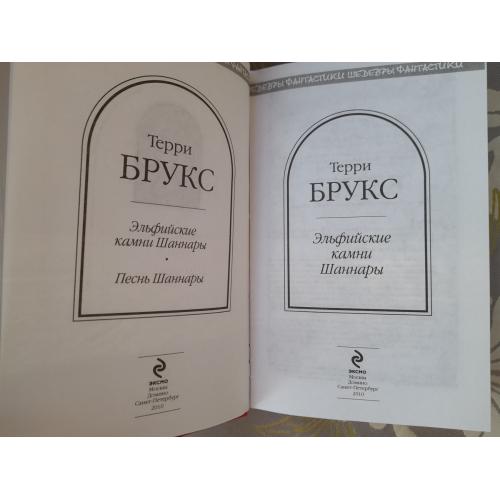 ШЕДЕВРЫ ФАНТАСТИКИ ШЕДЕВРЫ ФАНТАСТИКИ
Терри
БРУКС
Эльфийские
камни Шаннары
•
Песнь Шаннары
ЭКСМО
Москва
Домино
Санкт-Петербург
2010
Терри
БРУКС
Эльфийские
камни
Шаннары
ЭКСМО
Москва
Домино
Санкт-Петербург
2010